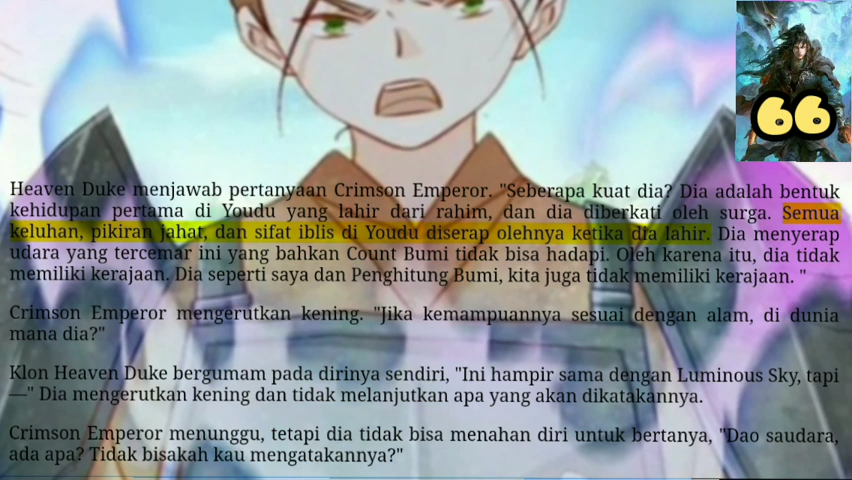 66
Heaven Duke menjawab pertanyaan Crimson Emperor. "Seberapa kuat dia? Dia adalah bentuk
kehidupan pertama di Youdu yang lahir dari rahim, dan dia diberkati oleh surga. Semua
keluhan, pikiran jahat, dan sifat iblis di Youdu diserap olehnya ketika dia lahir. Dia menyerap
udara yang tercemar ini yang bahkan Count Bumi tidak bisa hadapi. Oleh karena itu, dia tidak
memiliki kerajaan. Dia seperti saya dan Penghitung Bumi, kita juga tidak memiliki kerajaan. "
Crimson Emperor mengerutkan kening. "Jika kemampuannya sesuai dengan alam, di dunia
mana dia?"
Klon Heaven Duke bergumam pada dirinya sendiri, "Ini hampir sama dengan Luminous Sky, tapi
—" Dia mengerutkan kening dan tidak melanjutkan apa yang akan dikatakannya.
Crimson Emperor menunggu, tetapi dia tidak bisa menahan diri untuk bertanya, "Dao saudara,
ada apa? Tidak bisakah kau mengatakannya?"